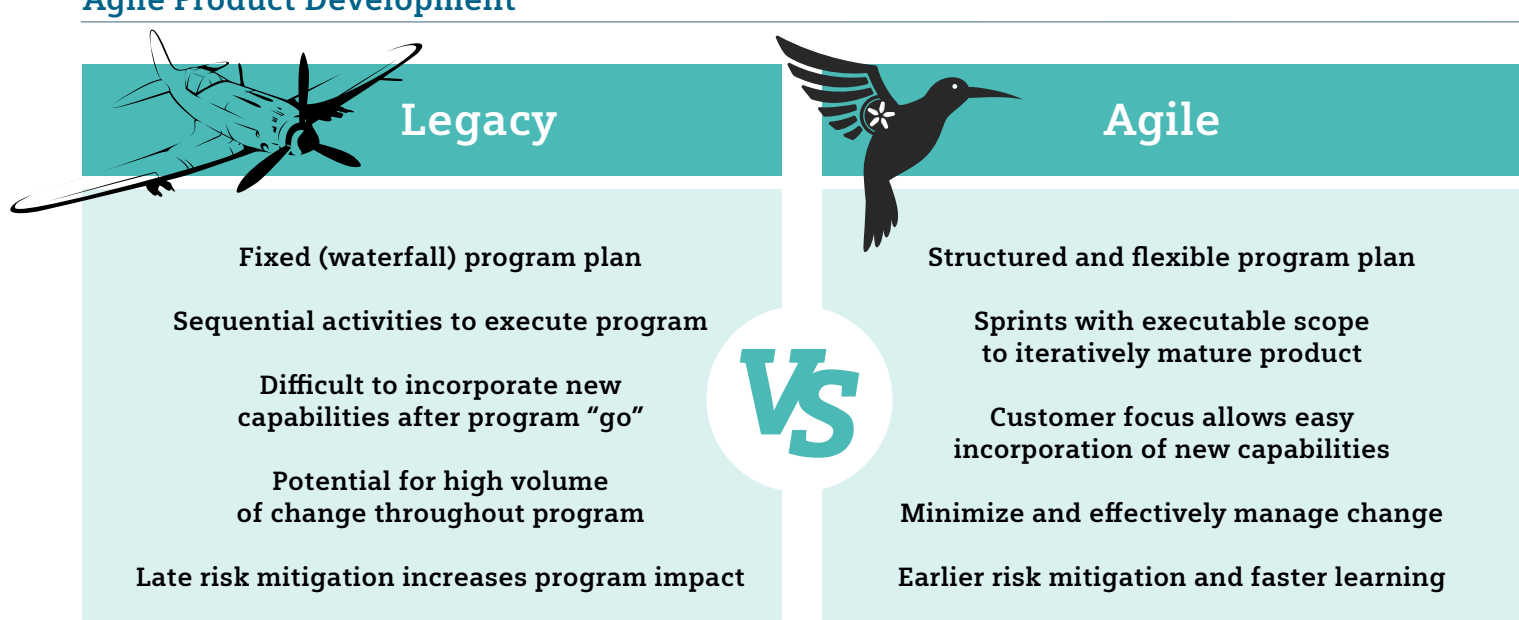 Agile Product Development
Legacy
Fixed (waterfall) program plan
Sequential activities to execute program
Difficult to incorporate new
capabilities after program “go”
Potential for high volume
of change throughout program
Late risk mitigation increases program impact
VS
Agile
Structured and flexible program plan
Sprints with executable scope
to iteratively mature product
Customer focus allows easy
incorporation of new capabilities
Minimize and effectively manage change
Earlier risk mitigation and faster learning